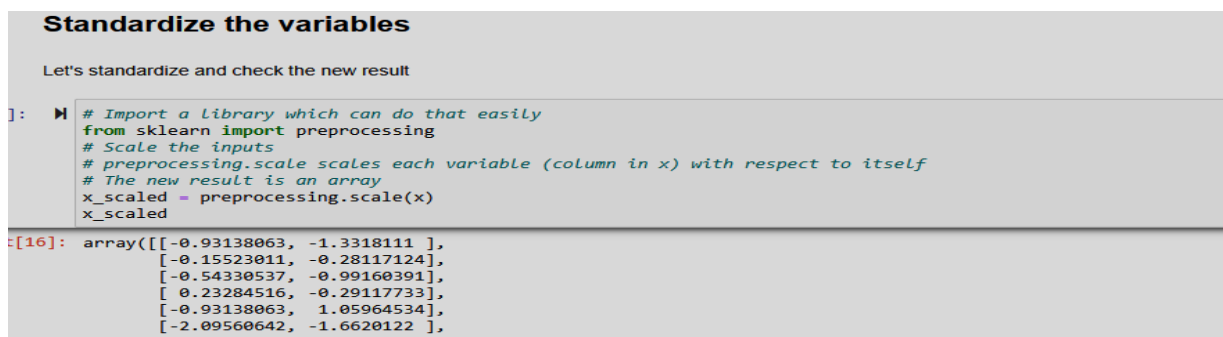 Standardize the variables
Let's standardize and check the new result
]: # Import a library which can do that easily
from sklearn import preprocessing
# Scale the inputs
# preprocessing.scale scales each variable (column in x) with respect to itself
# The new result is an array
x_scaled = preprocessing.scale(x)
x_scaled
t[16]: array([[-0.93138063, -1.3318111 ],
[-0.15523011, -0.28117124],
[-0.54330537, -0.99160391],
[ 0.23284516, -0.29117733],
[-0.93138063, 1.05964534],
[-2.09560642, -1.6620122 ],